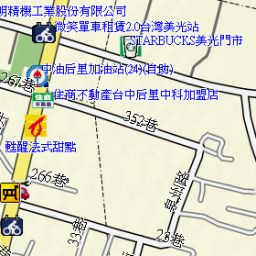 明精機工業股份有限公司
微笑單車租賃2.0台灣美光站
STARBUCKS美光門市
中油后里加油站(24)(自助)
267巷
住商不動產台中后里中科加盟店
352巷
甦醒法式甜點
266巷